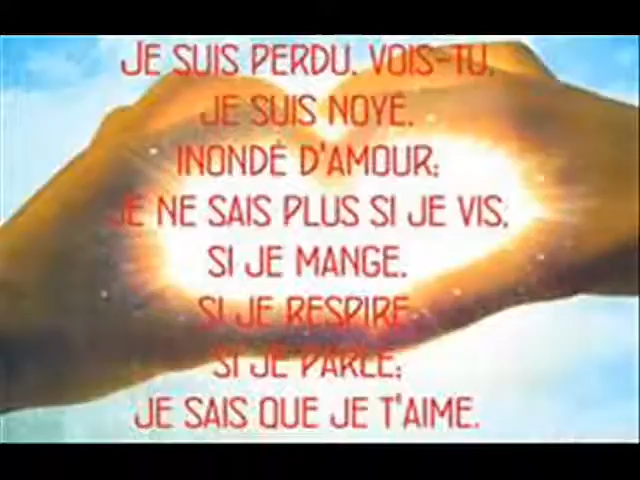 JE SUIS PERDU, VOIS-TU,
JE SUIS NOYÉ,
INONDÉ D'AMOUR;
JE NE SAIS PLUS SI JE VIS,
SI JE MANGE,
SI JE RESPIRE,
SI JE PARLE;
JE SAIS QUE JE T'AIME.